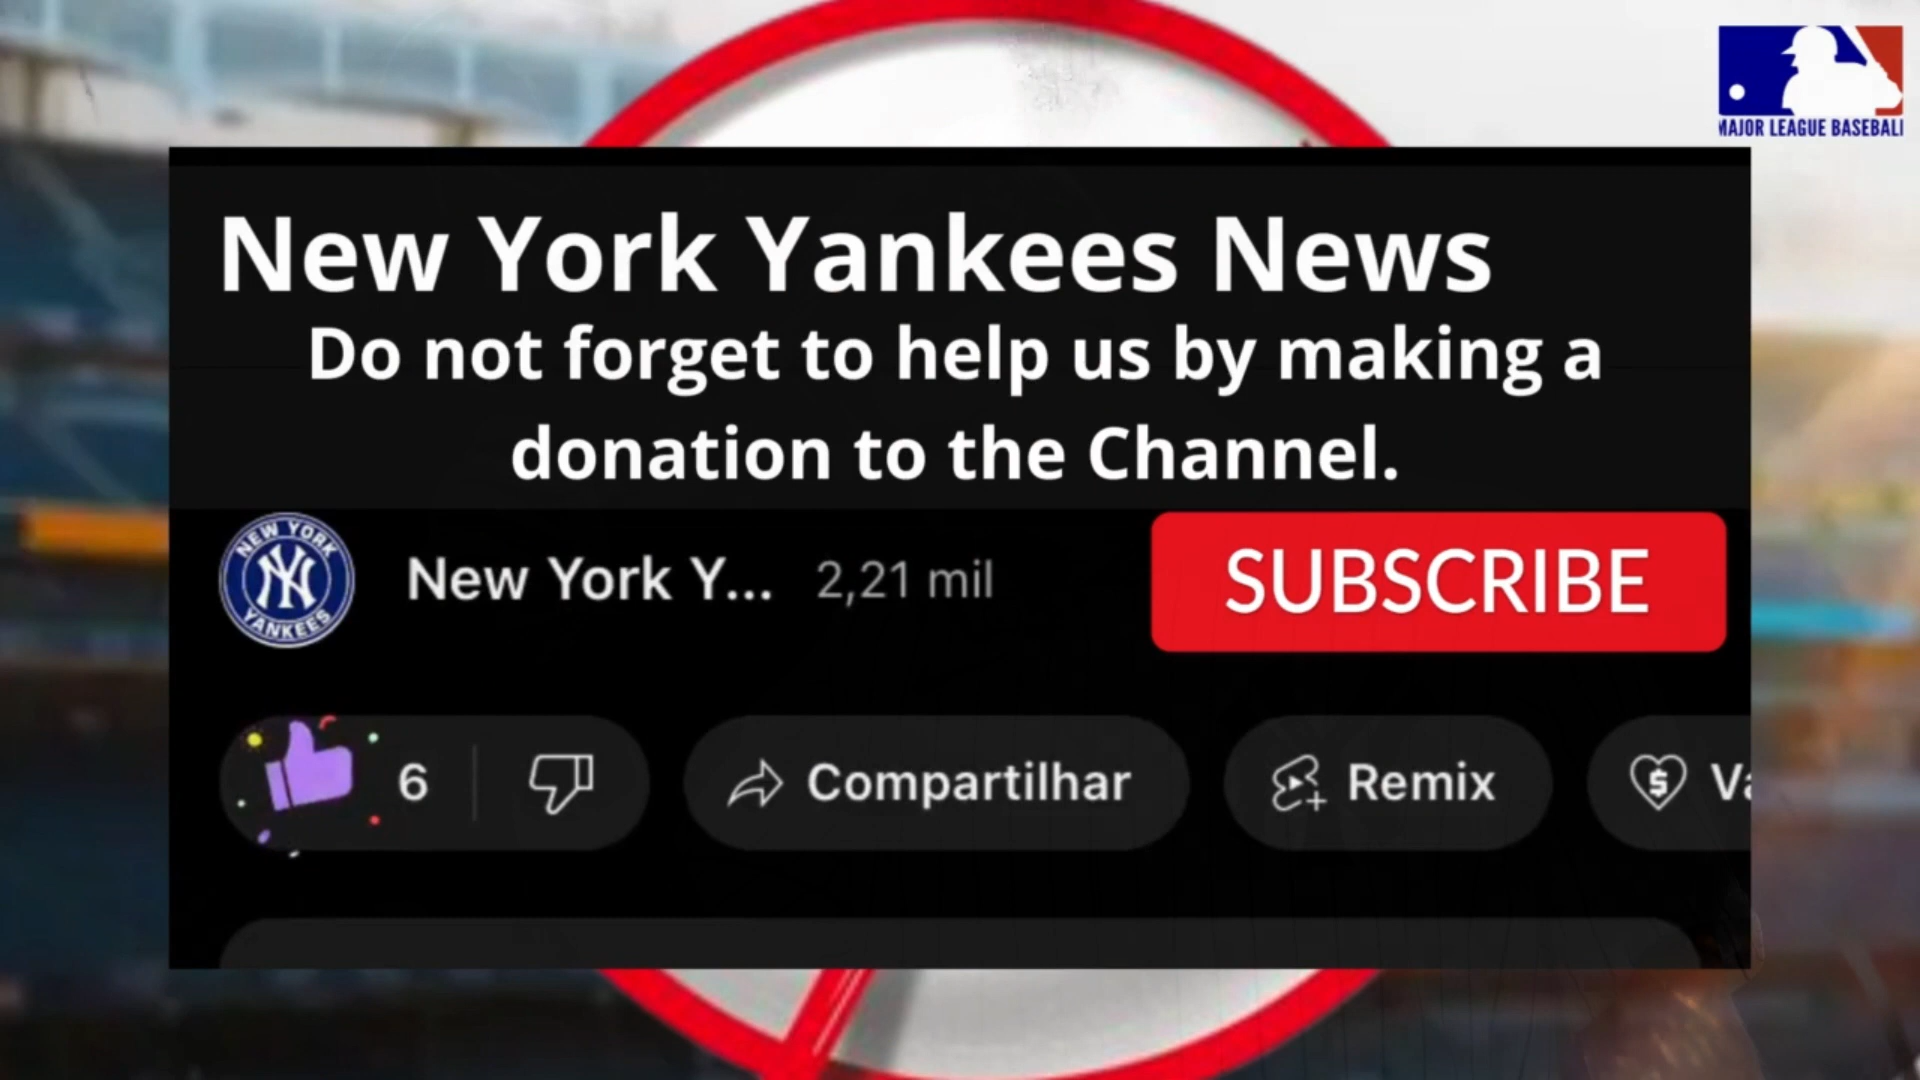 MAJOR LEAGUE BASEBALL
New York Yankees News
Do not forget to help us by making a
donation to the Channel.
NEW YORK
YANKEES
New York Y... 2,21 mil
SUBSCRIBE
6
Compartilhar
Remix